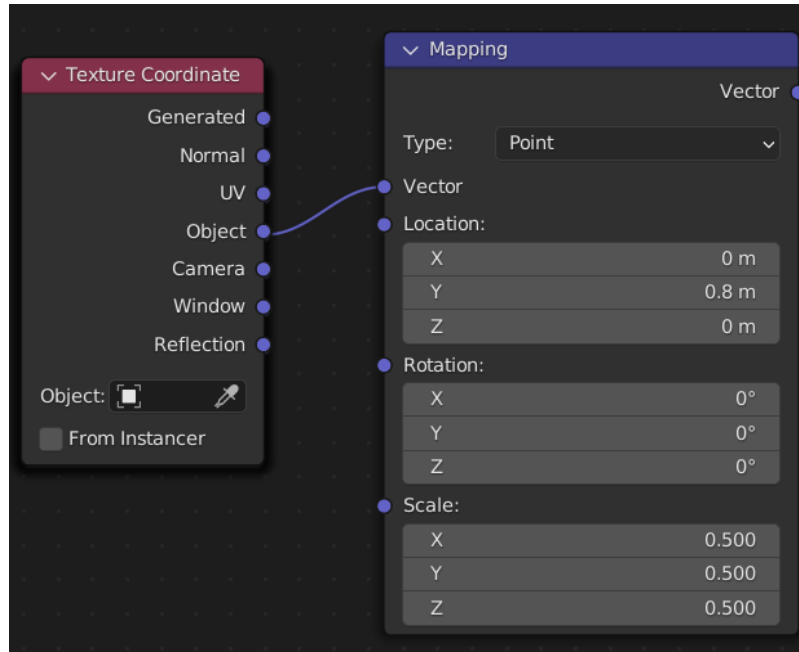 Texture Coordinate
Generated
Normal
UV
Object
Camera
Window
Reflection
Object:
From Instancer
Mapping
Vector
Type: Point
Vector
Location:
X 0 m
Y 0.8 m
Z 0 m
Rotation:
X 0°
Y 0°
Z 0°
Scale:
X 0.500
Y 0.500
Z 0.500